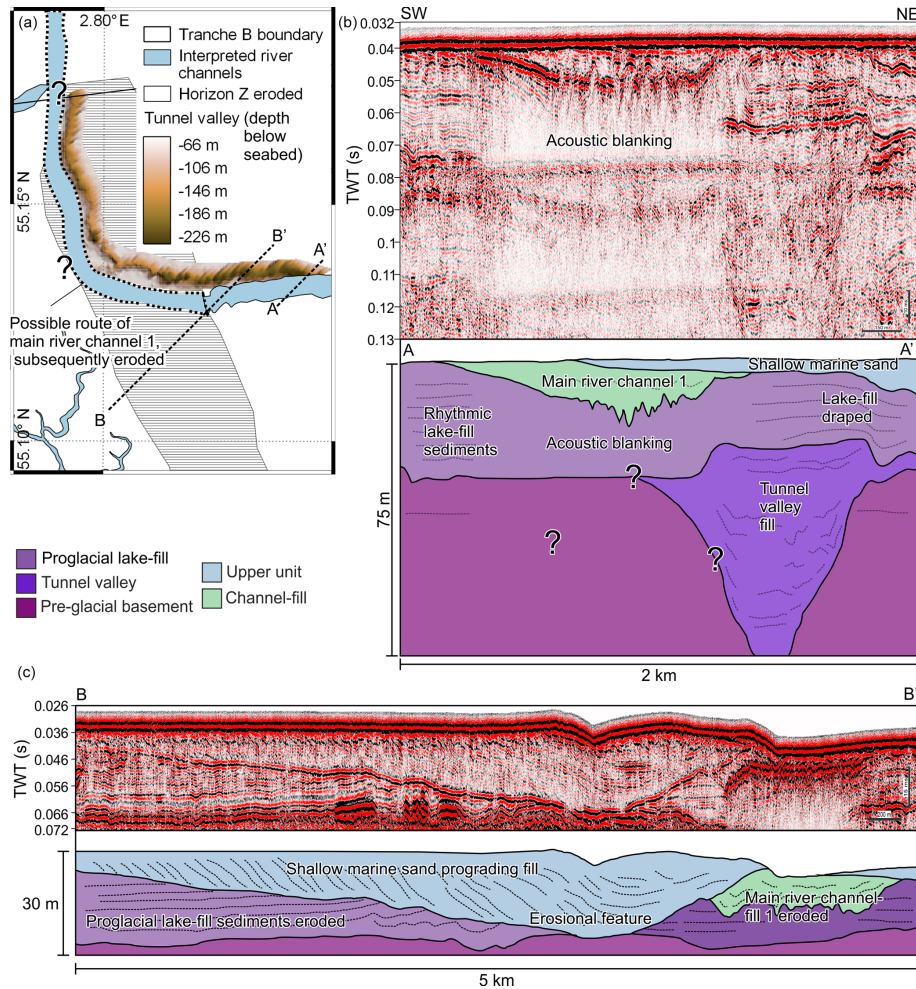 (a)
2.80° E
Tranche B boundary
Interpreted river
channels
Horizon Z eroded
Tunnel valley (depth
below
seabed)
-66 m
-106 m
-146 m
-186 m
-226 m
?
55.15° N
?
B'
A'
A
Possible route of
main river channel 1,
subsequently eroded
B
55.10° N
(b)
SW
NE
0.032
0.04
0.05
0.06
0.07
0.08
0.09
0.1
0.11
0.12
0.13
TWT (s)
Acoustic blanking
A
A'
Shallow marine sand
Main river channel 1
Rhythmic
lake-fill
sediments
Lake-fill
draped
Acoustic blanking
?
Tunnel
valley
fill
?
?
75 m
2 km
Proglacial lake-fill
Tunnel valley
Pre-glacial basement
Upper unit
Channel-fill
(c)
B
B'
0.026
0.036
0.046
0.056
0.066
0.072
TWT (s)
Shallow marine sand prograding fill
30 m
Proglacial lake-fill sediments eroded
Erosional feature
Main river channel-
fill 1 eroded
5 km